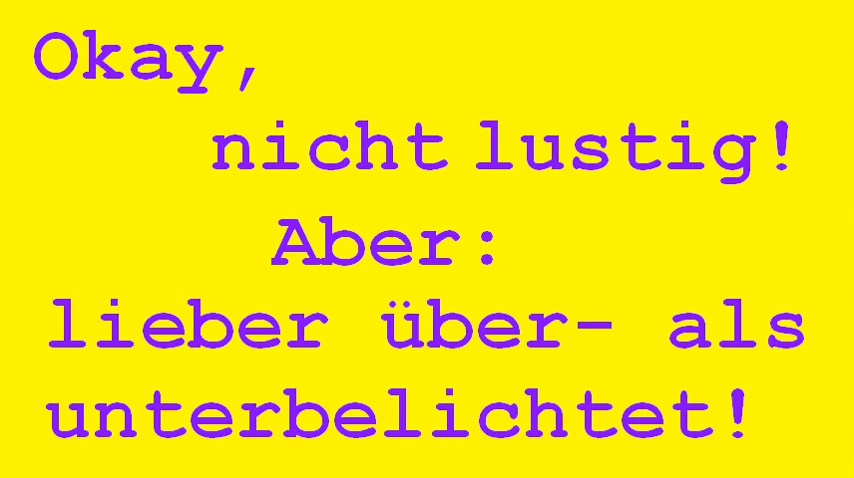 Okay,
nicht lustig!
Aber:
lieber über- als
unterbelichtet!